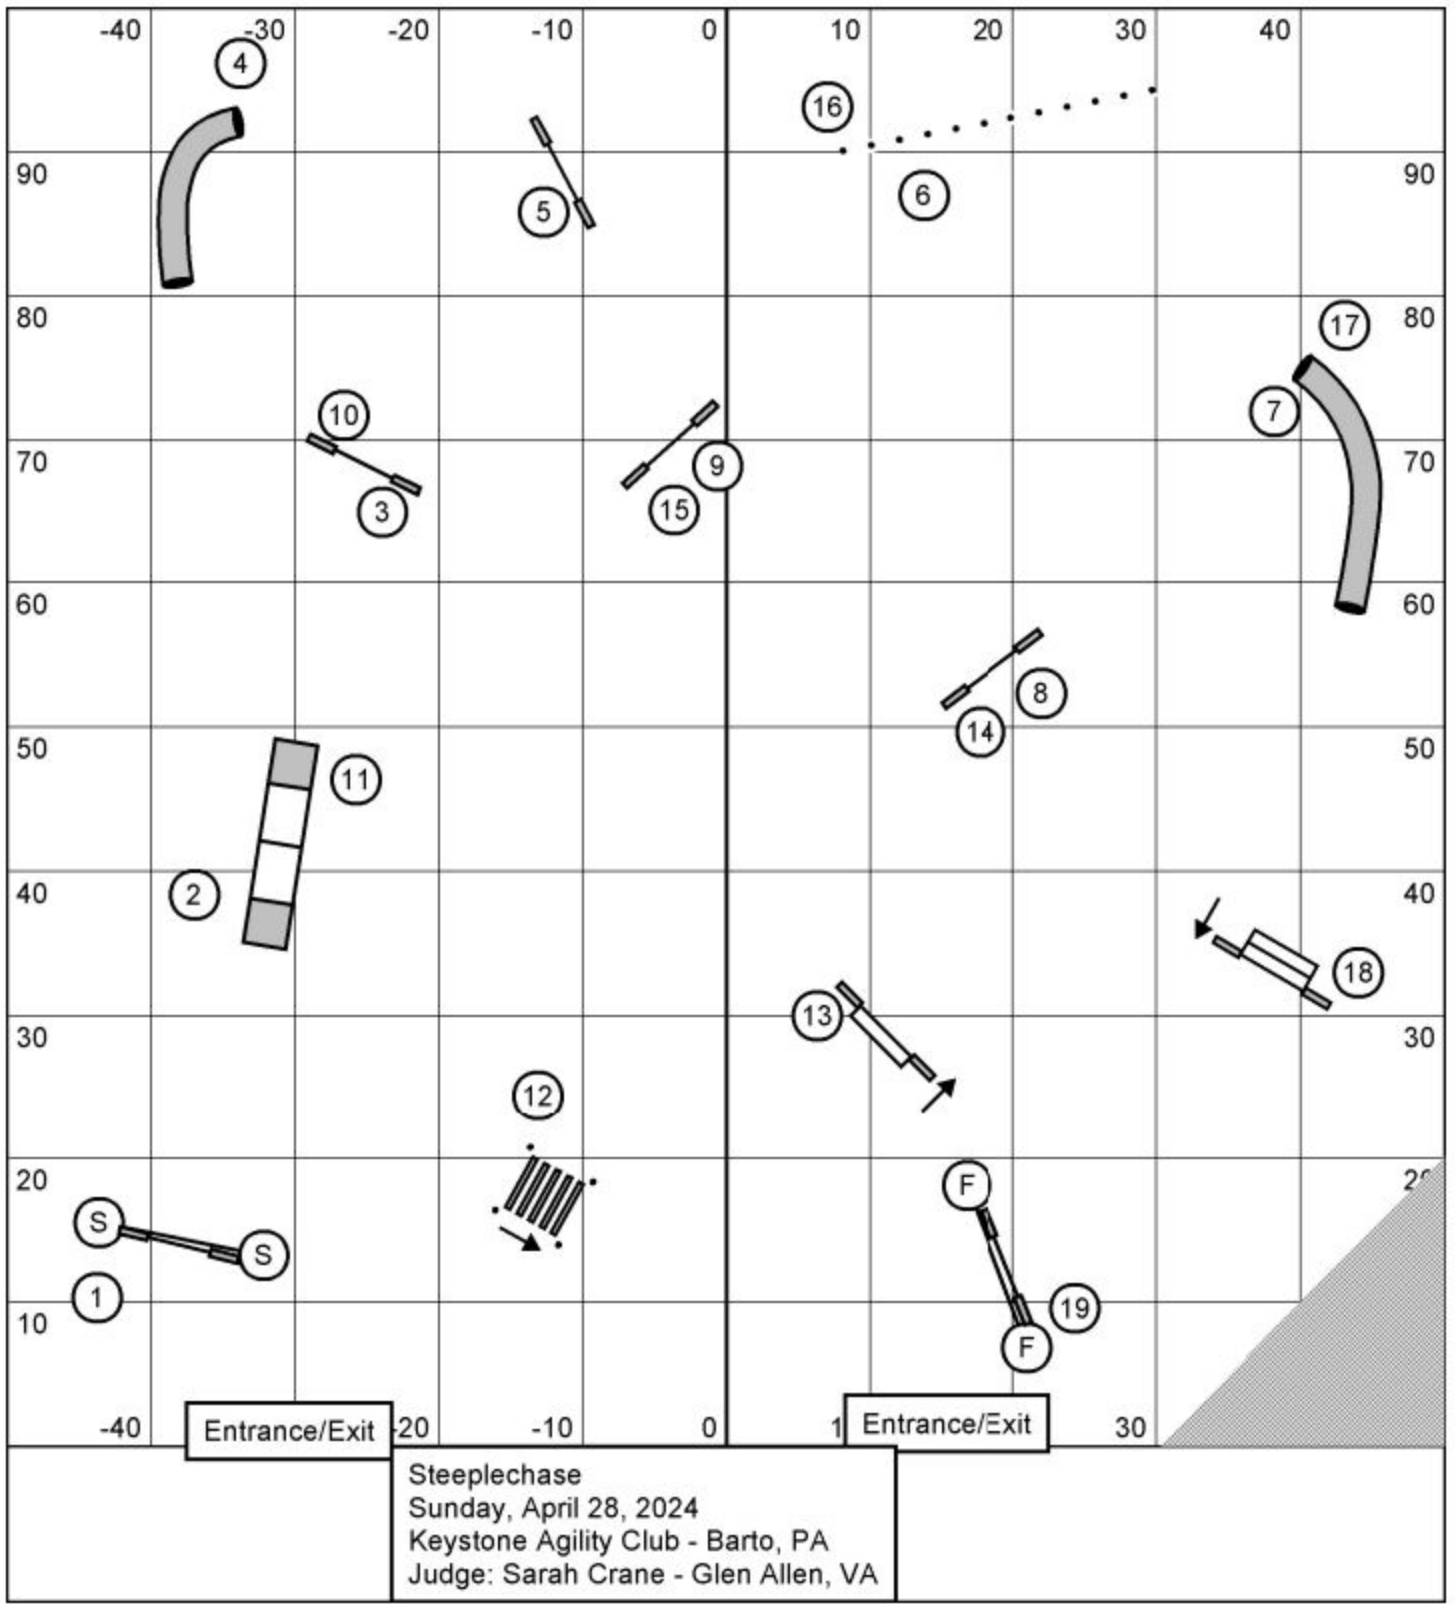 -40 -30 -20 -10 0 10 20 30 40
4
16
90 6 90
5
80 80
17
10 7
70 9 70
3 15
60 60
8
14
50 50
11
2
40 40
18
13
30 30
12
20 F
S
S
1 19
10
F
-40 Entrance/Exit -10 0 Entrance/Exit 30
Steeplechase
Sunday, April 28, 2024
Keystone Agility Club - Barto, PA
Judge: Sarah Crane - Glen Allen, VA